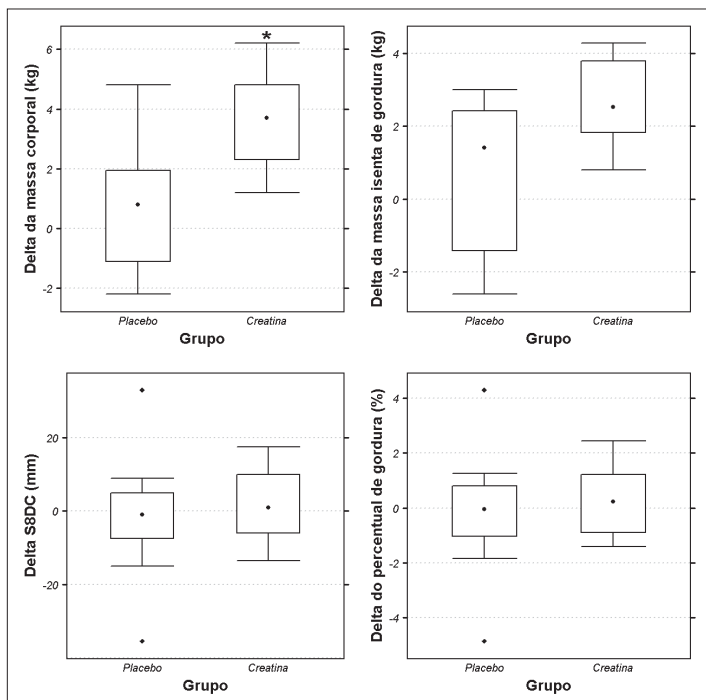 Delta da massa corporal (kg)
6
4
2
0
-2
*
Placebo
Creatina
Grupo
Delta da massa isenta de gordura (kg)
4
2
0
-2
Placebo
Creatina
Grupo
Delta S8DC (mm)
20
0
-20
Placebo
Creatina
Grupo
Delta do percentual de gordura (%)
4
2
0
-2
-4
Placebo
Creatina
Grupo